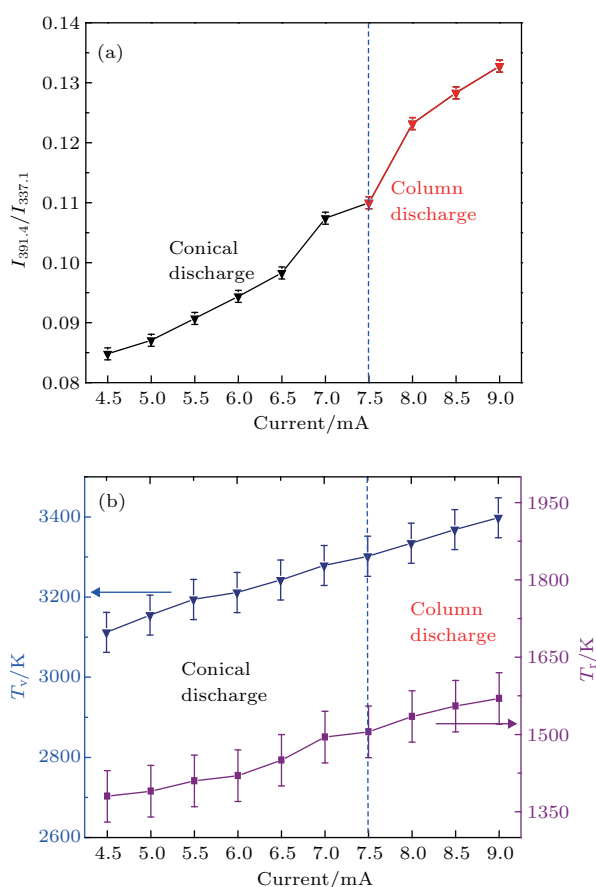 0.14
0.13
0.12
0.11
0.10
0.09
0.08
I391.4/I337.1
(a)
Conical
discharge
Column
discharge
4.5 5.0 5.5 6.0 6.5 7.0 7.5 8.0 8.5 9.0
Current/mA
(b)
3400
3200
3000
2800
2600
Tv/K
Conical
discharge
Column
discharge
1950
1800
1650
1500
1350
Tr/K
4.5 5.0 5.5 6.0 6.5 7.0 7.5 8.0 8.5 9.0
Current/mA